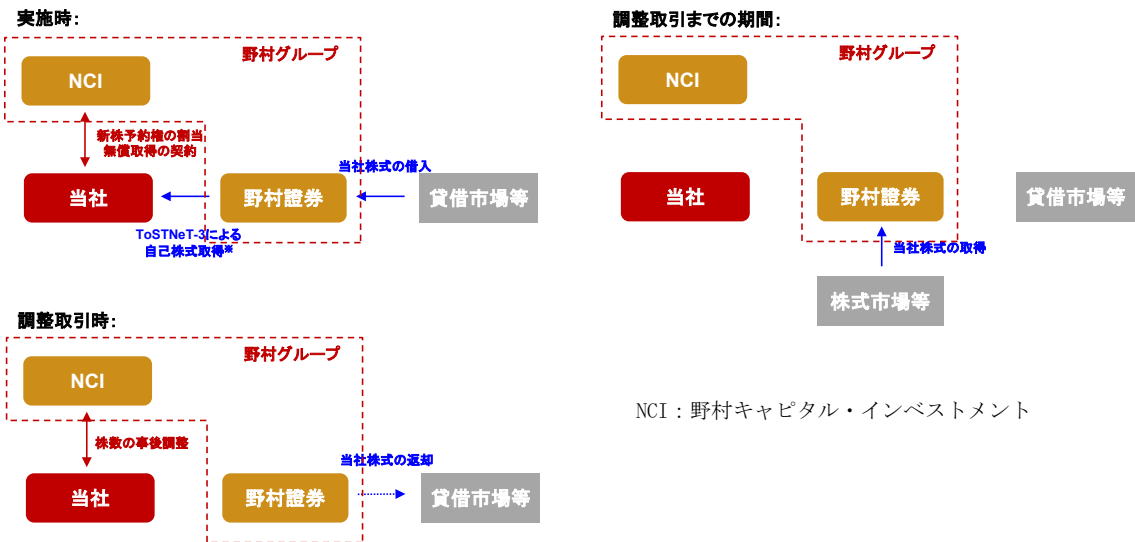 実施時：
野村グループ
NCI
新株予約権の割当
無償取得の契約
当社株式の借入
当社
野村證券
貸借市場等
ToSTNeT-3による
自己株式取得※
調整取引までの期間：
野村グループ
NCI
当社
野村證券
貸借市場等
当社株式の取得
株式市場等
調整取引時：
野村グループ
NCI
株数の事後調整
当社株式の返却
当社
野村證券
貸借市場等
NCI：野村キャピタル・インベストメント